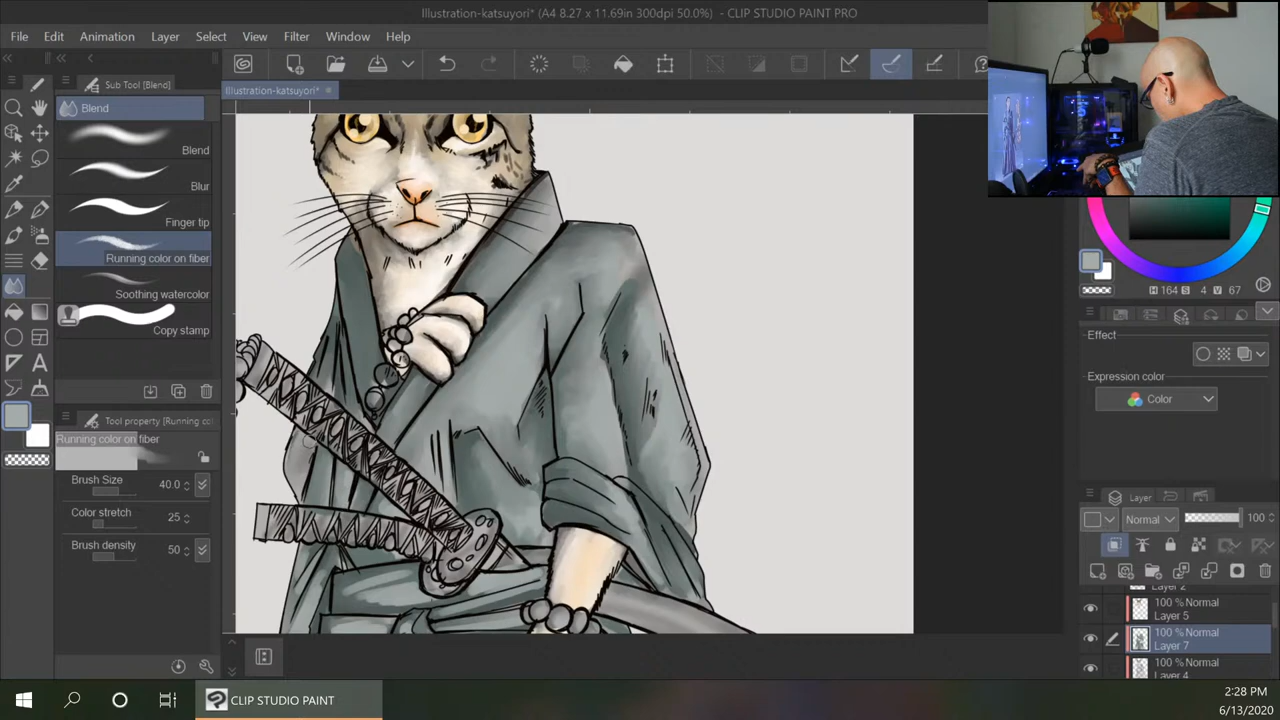 Illustration-katsuyori* (A4 8.27 x 11.69in 300dpi 50.0%) - CLIP STUDIO PAINT PRO
File Edit Animation Layer Select View Filter Window Help
Sub Tool [Blend]
Illustration-katsuyori*
Blend
Blend
Blur
Finger tip
Running color on fiber
Soothing watercolor
Copy stamp
Tool property [Running co
Running color on fiber
Brush Size 40.0
Color stretch 25
Brush density 50
H 164 S 4 V 67
Effect
Expression color
Color
Layer
Normal 100
Layer 2
100 % Normal
Layer 5
100 % Normal
Layer 7
100 % Normal
Layer 4
CLIP STUDIO PAINT
2:28 PM
6/13/2020